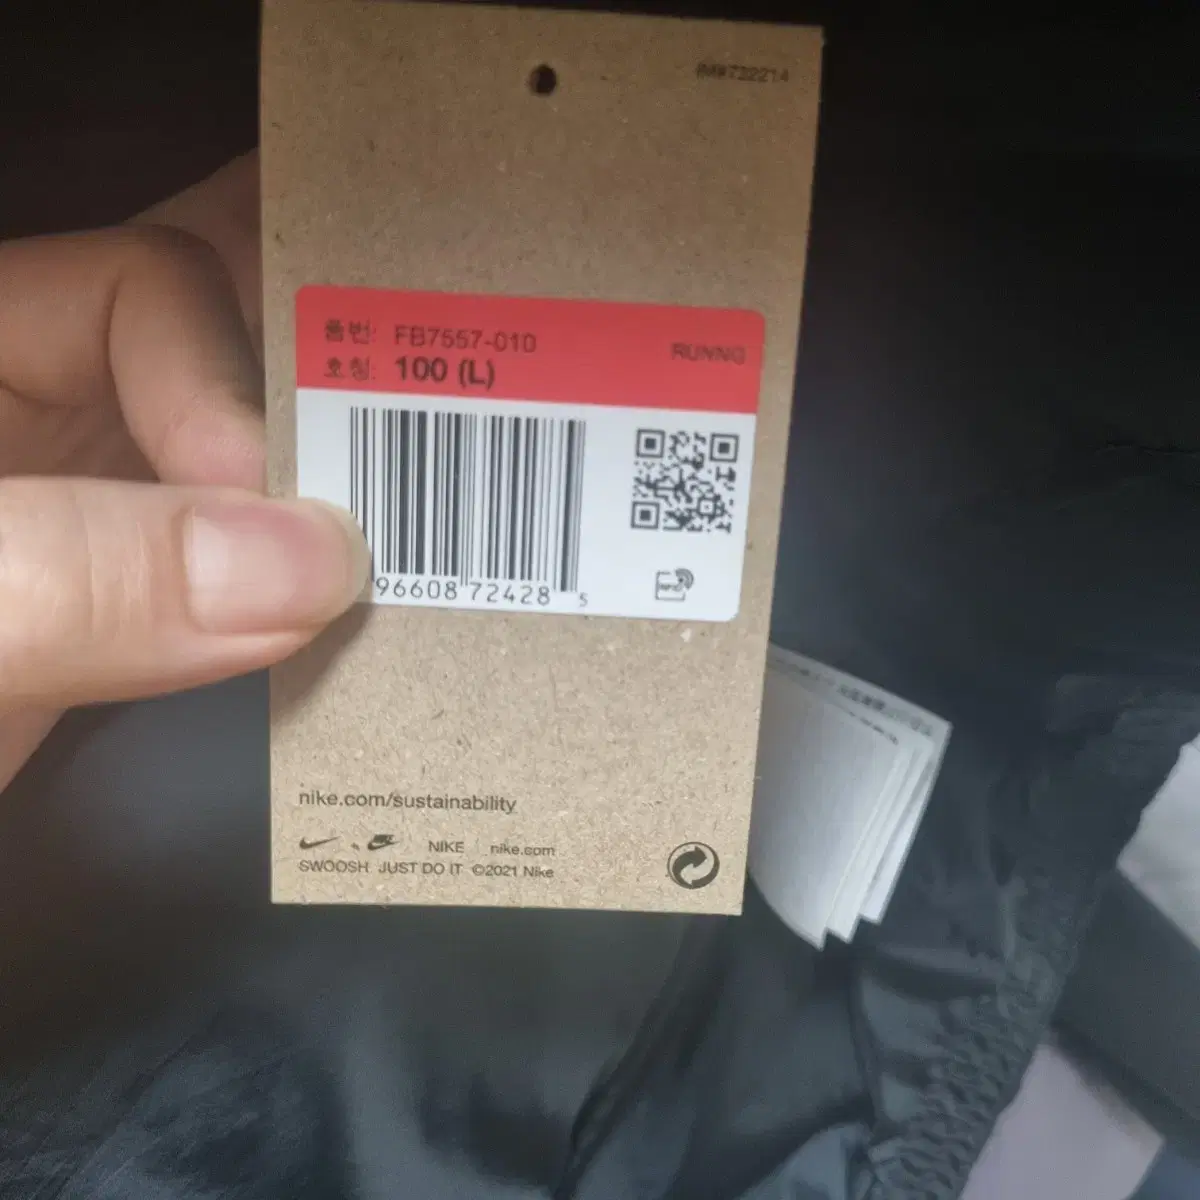 품번: FB7557-010
호칭: 100 (L)
RUNNG
96608 72428 5
nike.com/sustainability
NIKE nike.com
SWOOSH JUST DO IT ©2021 Nike